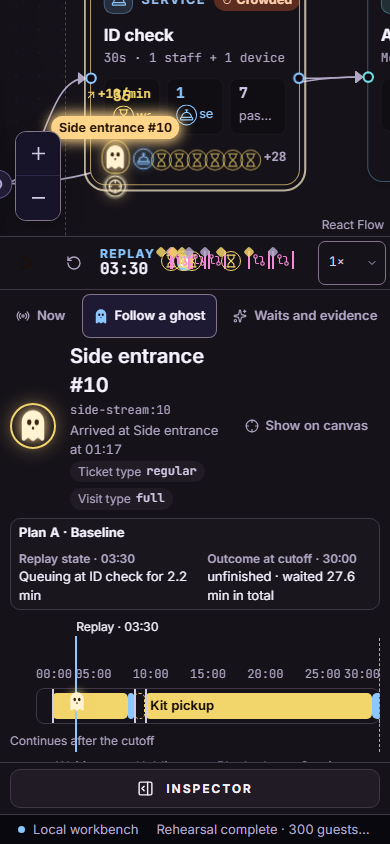 SERVICE
Crowded
ID check
30s · 1 staff + 1 device
36
1
se
7
pas...
Side entrance #10
+28
+
−
React Flow
REPLAY
03:30
1×
Now
Follow a ghost
Waits and evidence
Side entrance
#10
side-stream:10
Arrived at Side entrance
at 01:17
Show on canvas
Ticket type regular
Visit type full
Plan A · Baseline
Replay state · 03:30
Outcome at cutoff · 30:00
Queuing at ID check for 2.2
min
unfinished · waited 27.6
min in total
Replay · 03:30
00:00 05:00 10:00 15:00 20:00 25:00 30:00
Kit pickup
Continues after the cutoff
INSPECTOR
Local workbench
Rehearsal complete · 300 guests...